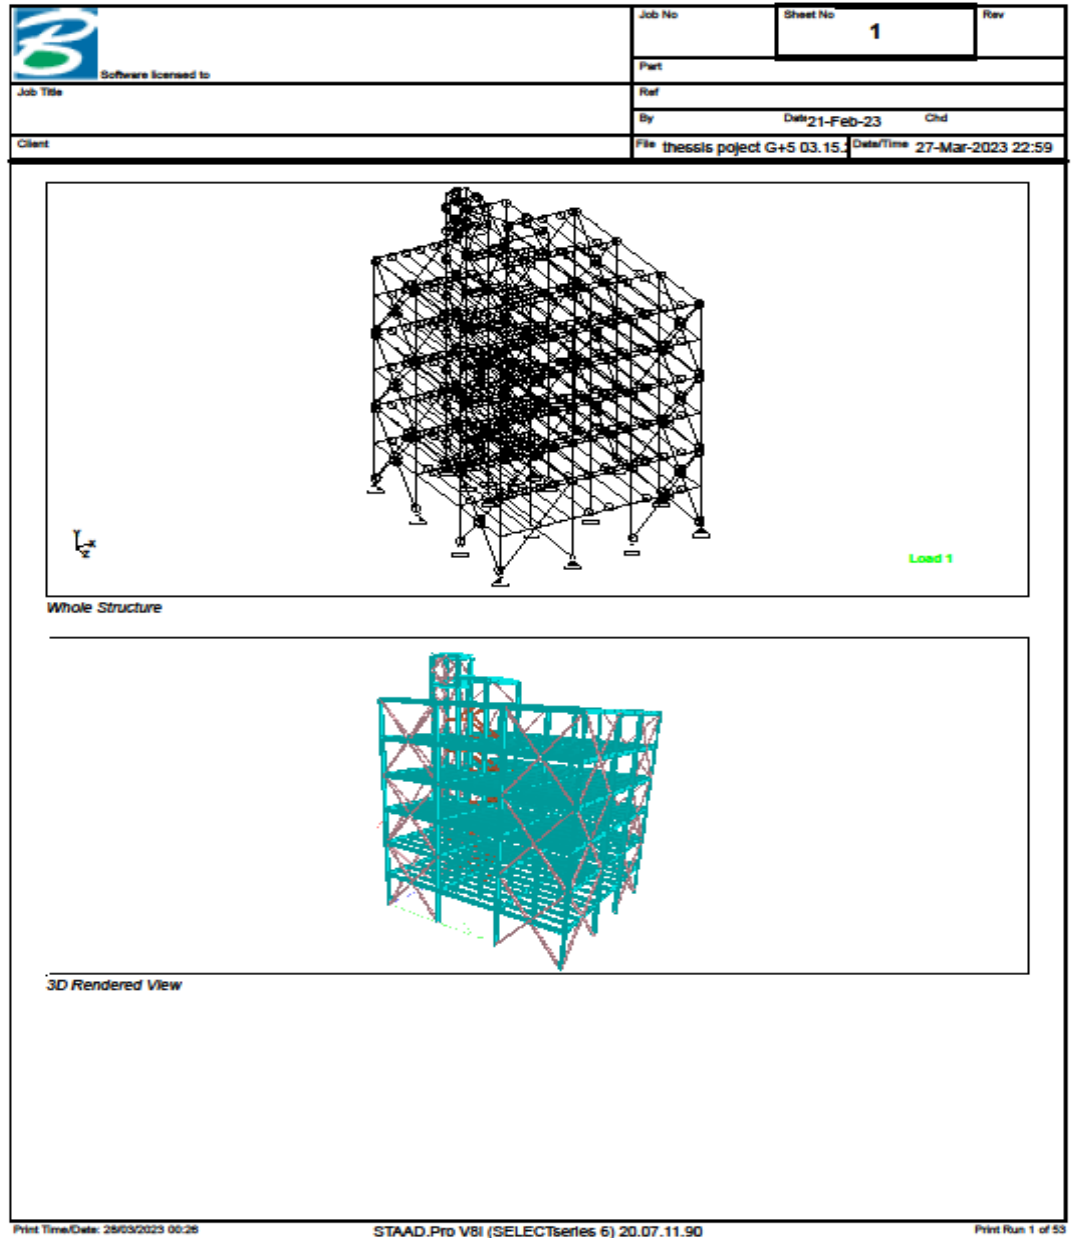 Job No
Sheet No
1
Rev
Software licensed to
Part
Job Title
Ref
By
Date 21-Feb-23
Chd
Client
File thessis poject G+5 03.15.
Date/Time 27-Mar-2023 22:59
Y
X
Z
Load 1
Whole Structure
3D Rendered View
Print Time/Date: 28/03/2023 00:26
STAAD.Pro V8i (SELECTseries 6) 20.07.11.90
Print Run 1 of 53